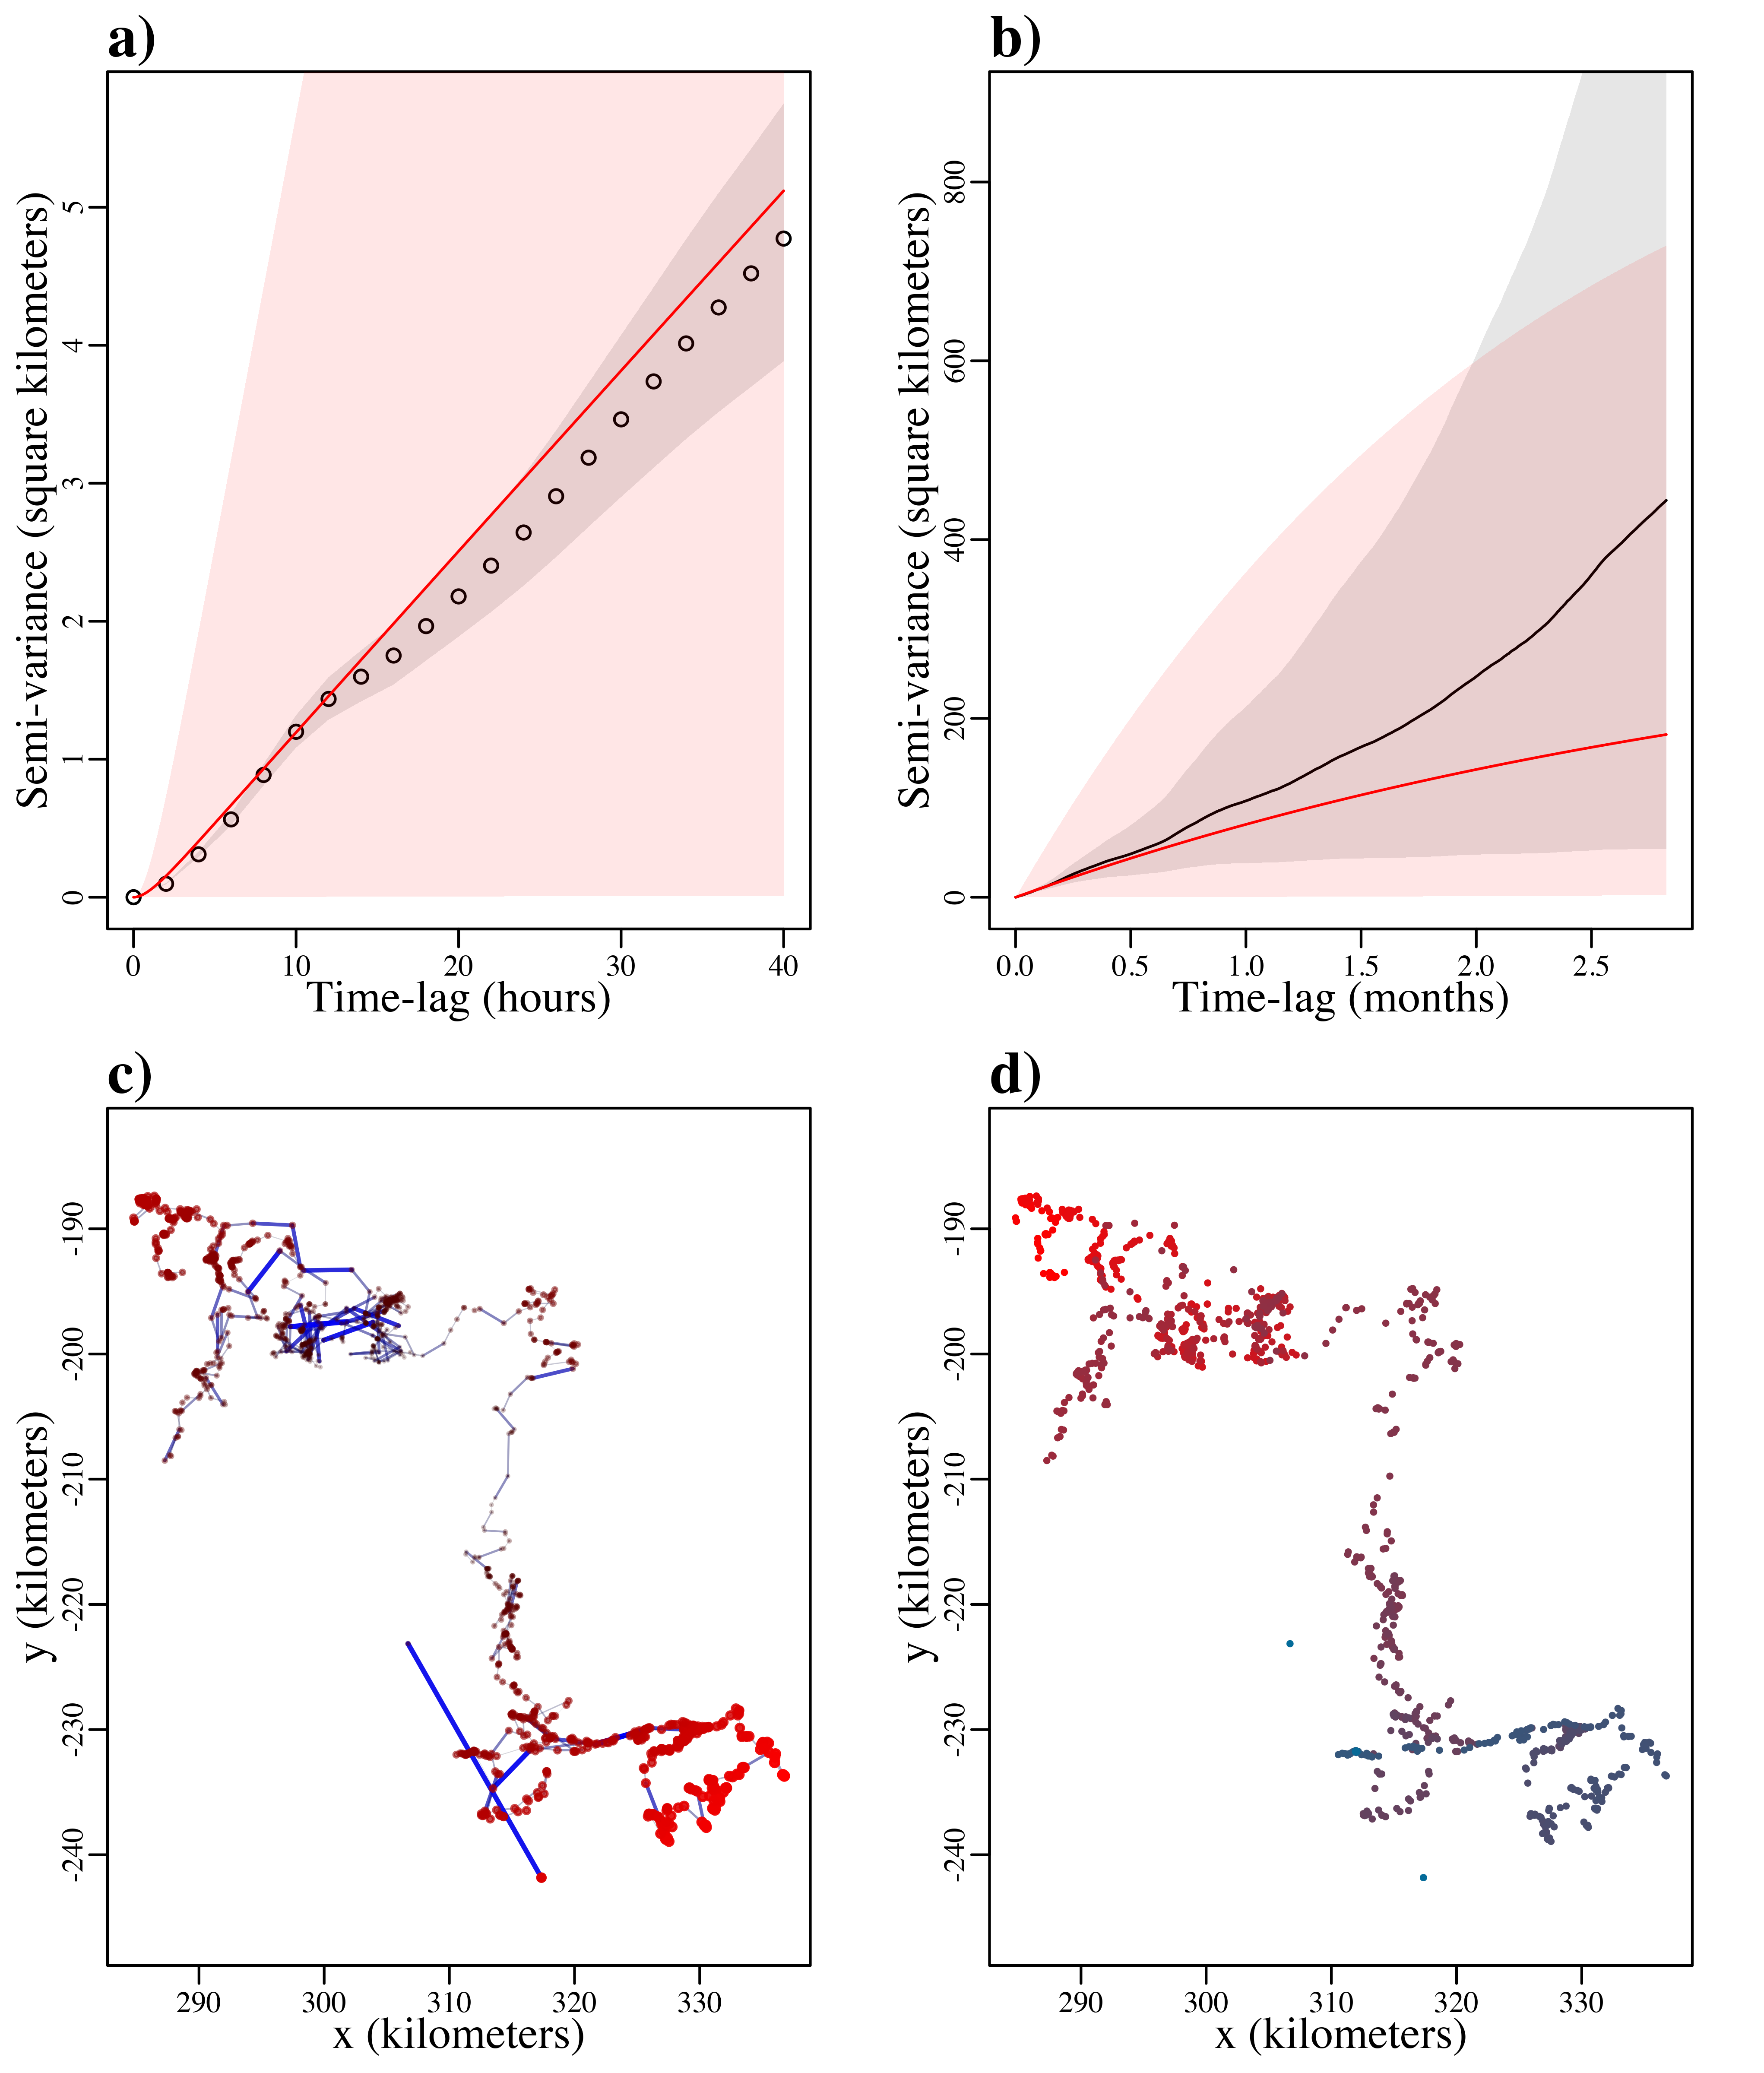 a)
Semi-variance (square kilometers)
0 1 2 3 4 5
0 10 20 30 40
Time-lag (hours)
b)
Semi-variance (square kilometers)
0 200 400 600 800
0.0 0.5 1.0 1.5 2.0 2.5
Time-lag (months)
c)
y (kilometers)
-240 -230 -220 -210 -200 -190
290 300 310 320 330
x (kilometers)
d)
y (kilometers)
-240 -230 -220 -210 -200 -190
290 300 310 320 330
x (kilometers)